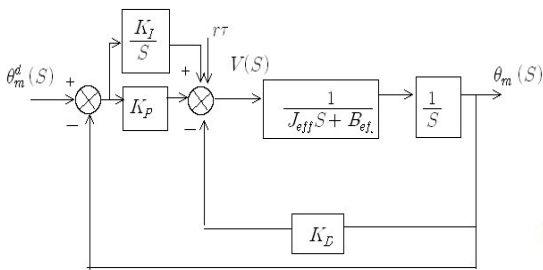 K_I
S
rτ
θ_m^d (S)
+
+
V(S)
θ_m (S)
K_P
1
J_eff S + B_ef.
1
S
−
−
K_D